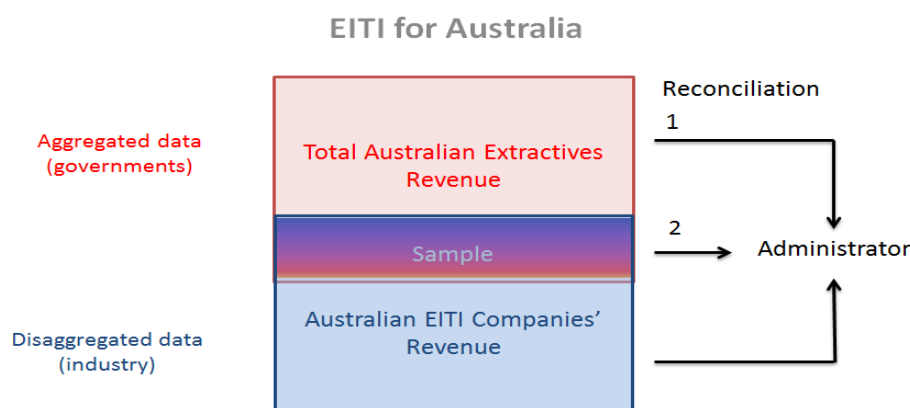 EITI for Australia
Reconciliation
1
Aggregated data
(governments)
Total Australian Extractives
Revenue
2
Sample
Administrator
Australian EITI Companies’
Revenue
Disaggregated data
(industry)